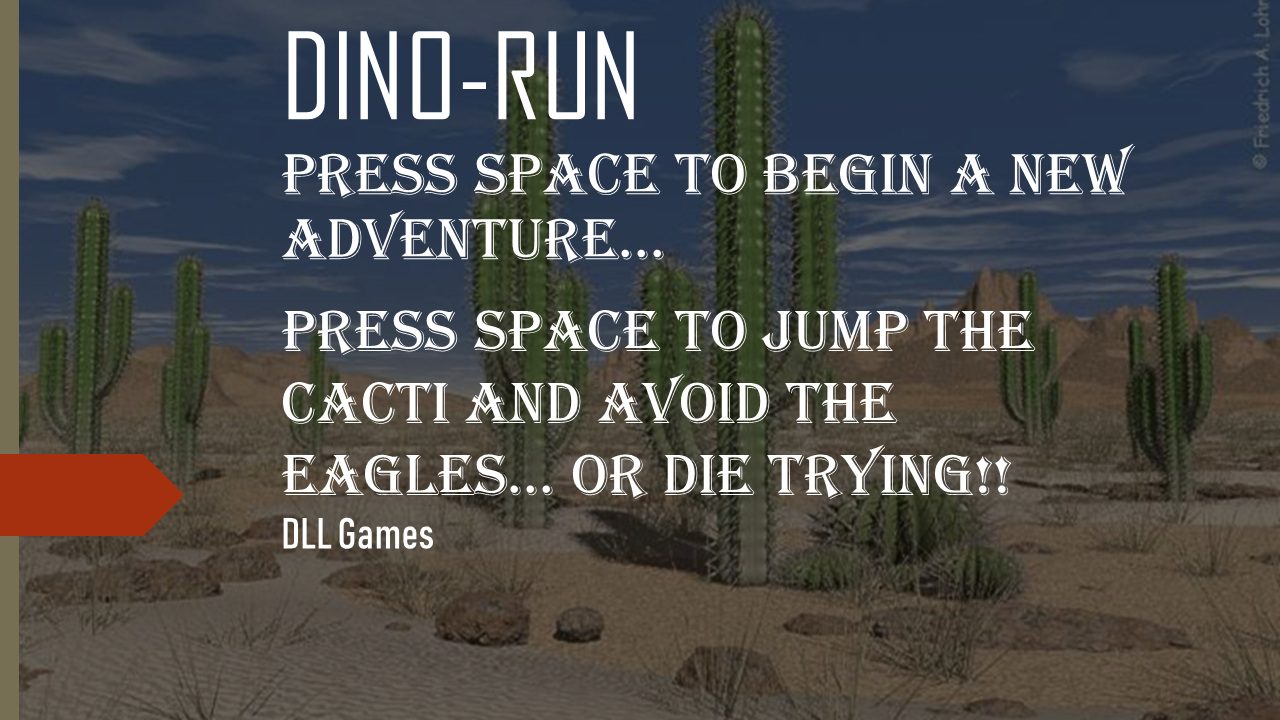 DINO-RUN
PRESS SPACE TO BEGIN A NEW
ADVENTURE...
PRESS SPACE TO JUMP THE
CACTI AND AVOID THE
EAGLES... OR DIE TRYING!!
DLL Games
© Friedrich A. Lohr